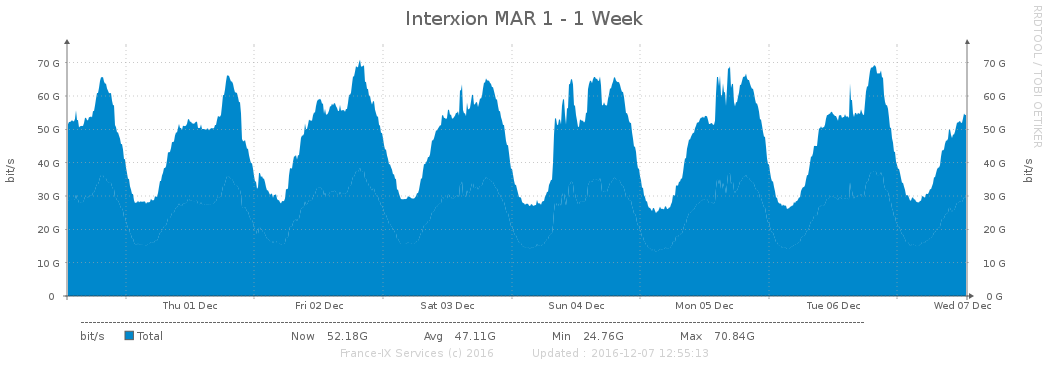 Interxion MAR 1 - 1 Week
RRDTOOL / TOBI OETIKER
bit/s
70 G
60 G
50 G
40 G
30 G
20 G
10 G
0
70 G
60 G
50 G
40 G
30 G
20 G
10 G
0 G
bit/s
Thu 01 Dec Fri 02 Dec Sat 03 Dec Sun 04 Dec Mon 05 Dec Tue 06 Dec Wed 07 Dec
bit/s Total Now 52.18G Avg 47.11G Min 24.76G Max 70.84G
France-IX Services (c) 2016 Updated : 2016-12-07 12:55:13